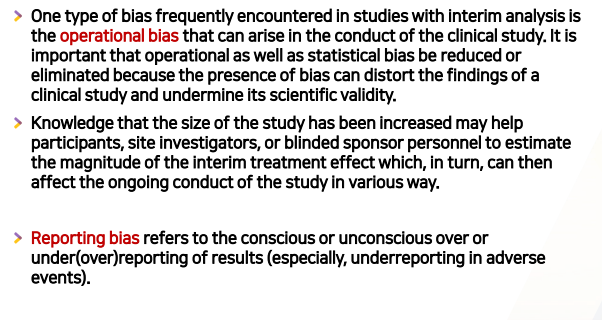 One type of bias frequently encountered in studies with interim analysis is
the operational bias that can arise in the conduct of the clinical study. It is
important that operational as well as statistical bias be reduced or
eliminated because the presence of bias can distort the findings of a
clinical study and undermine its scientific validity.
Knowledge that the size of the study has been increased may help
participants, site investigators, or blinded sponsor personnel to estimate
the magnitude of the interim treatment effect which, in turn, can then
affect the ongoing conduct of the study in various way.
Reporting bias refers to the conscious or unconscious over or
under(over)reporting of results (especially, underreporting in adverse
events).